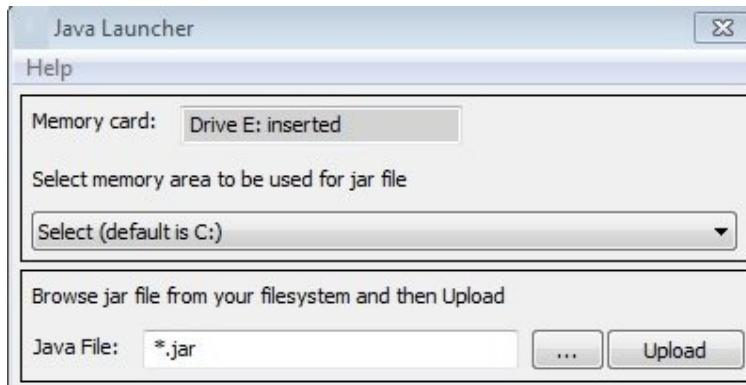 Java Launcher
Help
Memory card: Drive E: inserted
Select memory area to be used for jar file
Select (default is C:)
Browse jar file from your filesystem and then Upload
Java File: *.jar ... Upload